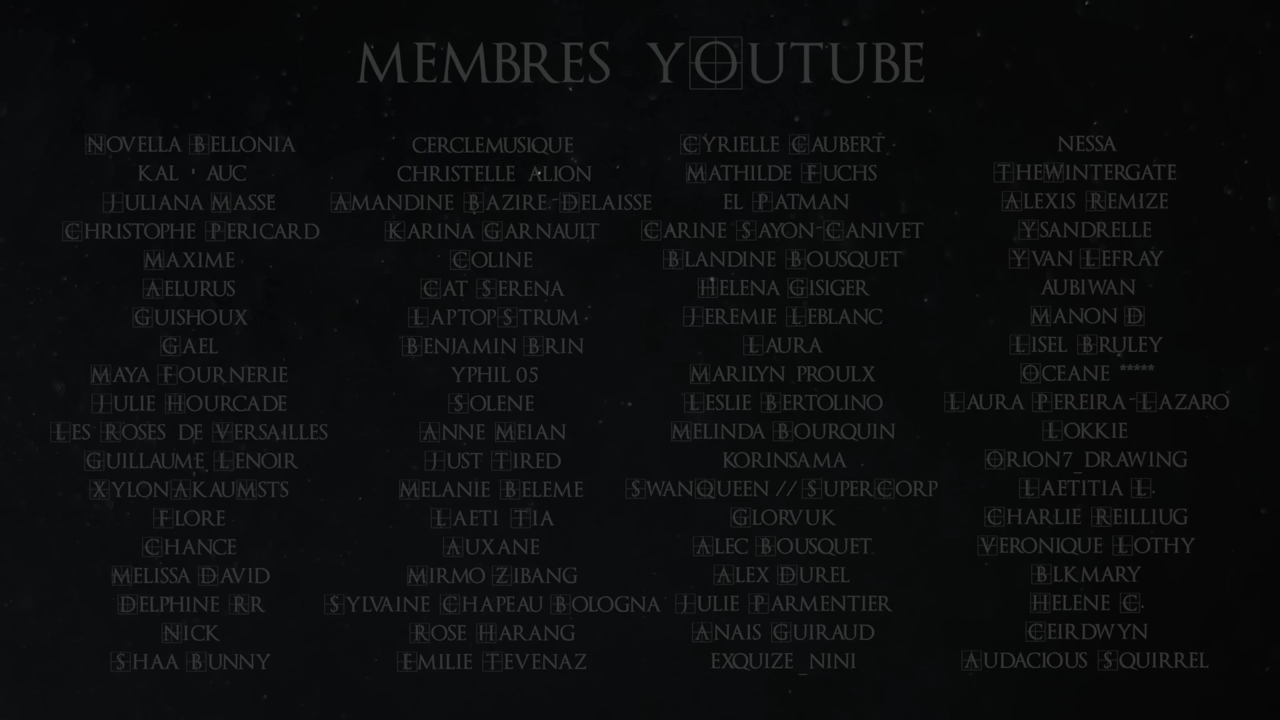 MEMBRES YOUTUBE
NOVELLA BELLONIA
KAL ' AUC
JULIANA MASSE
CHRISTOPHE PERICARD
MAXIME
AELURUS
GUISHOUX
GAEL
MAYA FOURNERIE
JULIE HOURCADE
LES ROSES DE VERSAILLES
GUILLAUME LENOIR
XYLONAKAUMSTS
FLORE
CHANCE
MELISSA DAVID
DELPHINE RR
NICK
SHAA BUNNY
CERCLEMUSIQUE
CHRISTELLE ALION
AMANDINE BAZIRE-DELAISSE
KARINA GARNAULT
COLINE
CAT SERENA
LAPTOPSTRUM
BENJAMIN BRIN
YPHIL 05
SOLENE
ANNE MEIAN
JUST TIRED
MELANIE BELEME
LAETI TIA
AUXANE
MIRMO ZIBANG
SYLVAINE CHAPEAU BOLOGNA
ROSE HARANG
EMILIE TEVENAZ
CYRIELLE CAUBERT
MATHILDE FUCHS
EL PATMAN
CARINE SAYON-CANIVET
BLANDINE BOUSQUET
HELENA GISIGER
JEREMIE LEBLANC
LAURA
MARILYN PROULX
LESLIE BERTOLINO
MELINDA BOURQUIN
KORINSAMA
SWANQUEEN // SUPERCORP
GLORVUK
ALEC BOUSQUET
ALEX DUREL
JULIE PARMENTIER
ANAIS GUIRAUD
EXQUIZE_NINI
NESSA
THEWINTERGATE
ALEXIS REMIZE
YSANDRELLE
YVAN LEFRAY
AUBIWAN
MANON D
LISEL BRULEY
OCEANE *****
LAURA PEREIRA-LAZARO
LOKKIE
ORION7_DRAWING
LAETITIA L.
CHARLIE REILLIUG
VERONIQUE LOTHY
BLKMARY
HELENE C.
CEIRDWYN
AUDACIOUS SQUIRREL